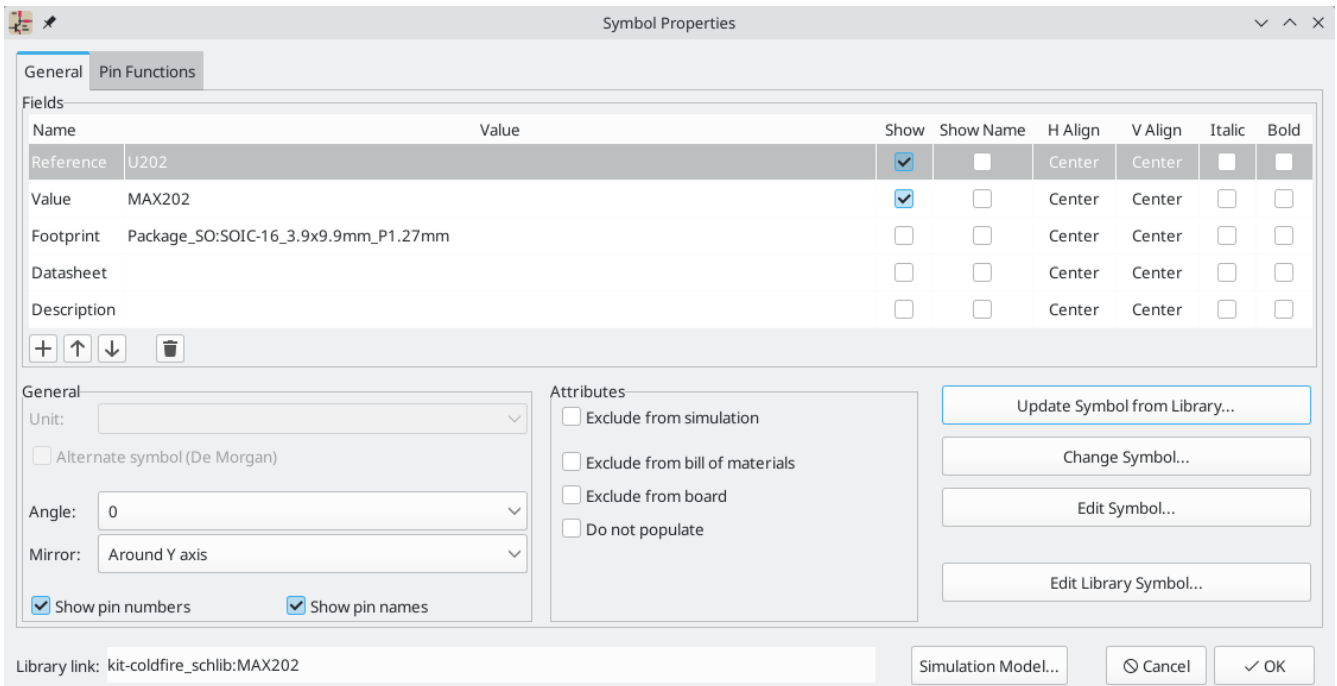 Symbol Properties
General Pin Functions
Fields
Name Value Show Show Name H Align V Align Italic Bold
Reference U202 Center Center
Value MAX202 Center Center
Footprint Package_SO:SOIC-16_3.9x9.9mm_P1.27mm Center Center
Datasheet Center Center
Description Center Center
General
Unit:
Alternate symbol (De Morgan)
Angle: 0
Mirror: Around Y axis
Show pin numbers Show pin names
Attributes
Exclude from simulation
Exclude from bill of materials
Exclude from board
Do not populate
Update Symbol from Library...
Change Symbol...
Edit Symbol...
Edit Library Symbol...
Library link: kit-coldfire_schlib:MAX202 Simulation Model... Cancel OK